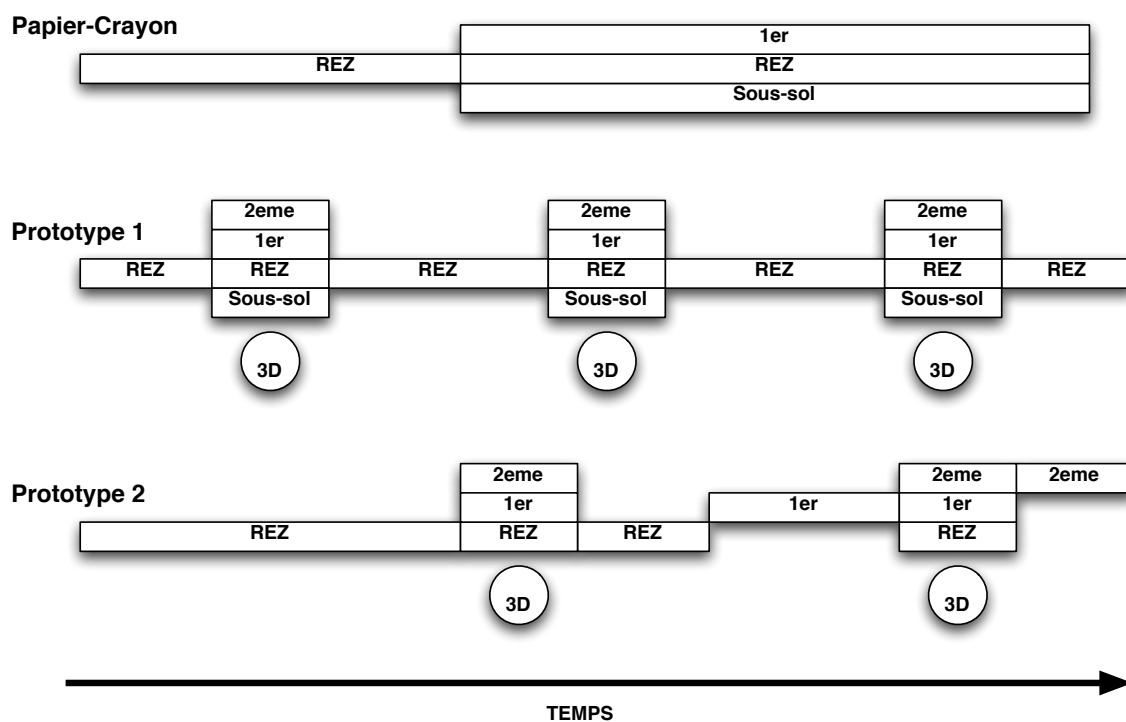 Papier-Crayon
1er
REZ REZ
Sous-sol
2eme 2eme 2eme
Prototype 1
1er 1er 1er
REZ REZ REZ REZ REZ REZ REZ
Sous-sol Sous-sol Sous-sol
3D 3D 3D
2eme 2eme 2eme
Prototype 2
1er 1er 1er
REZ REZ REZ REZ
3D 3D
TEMPS